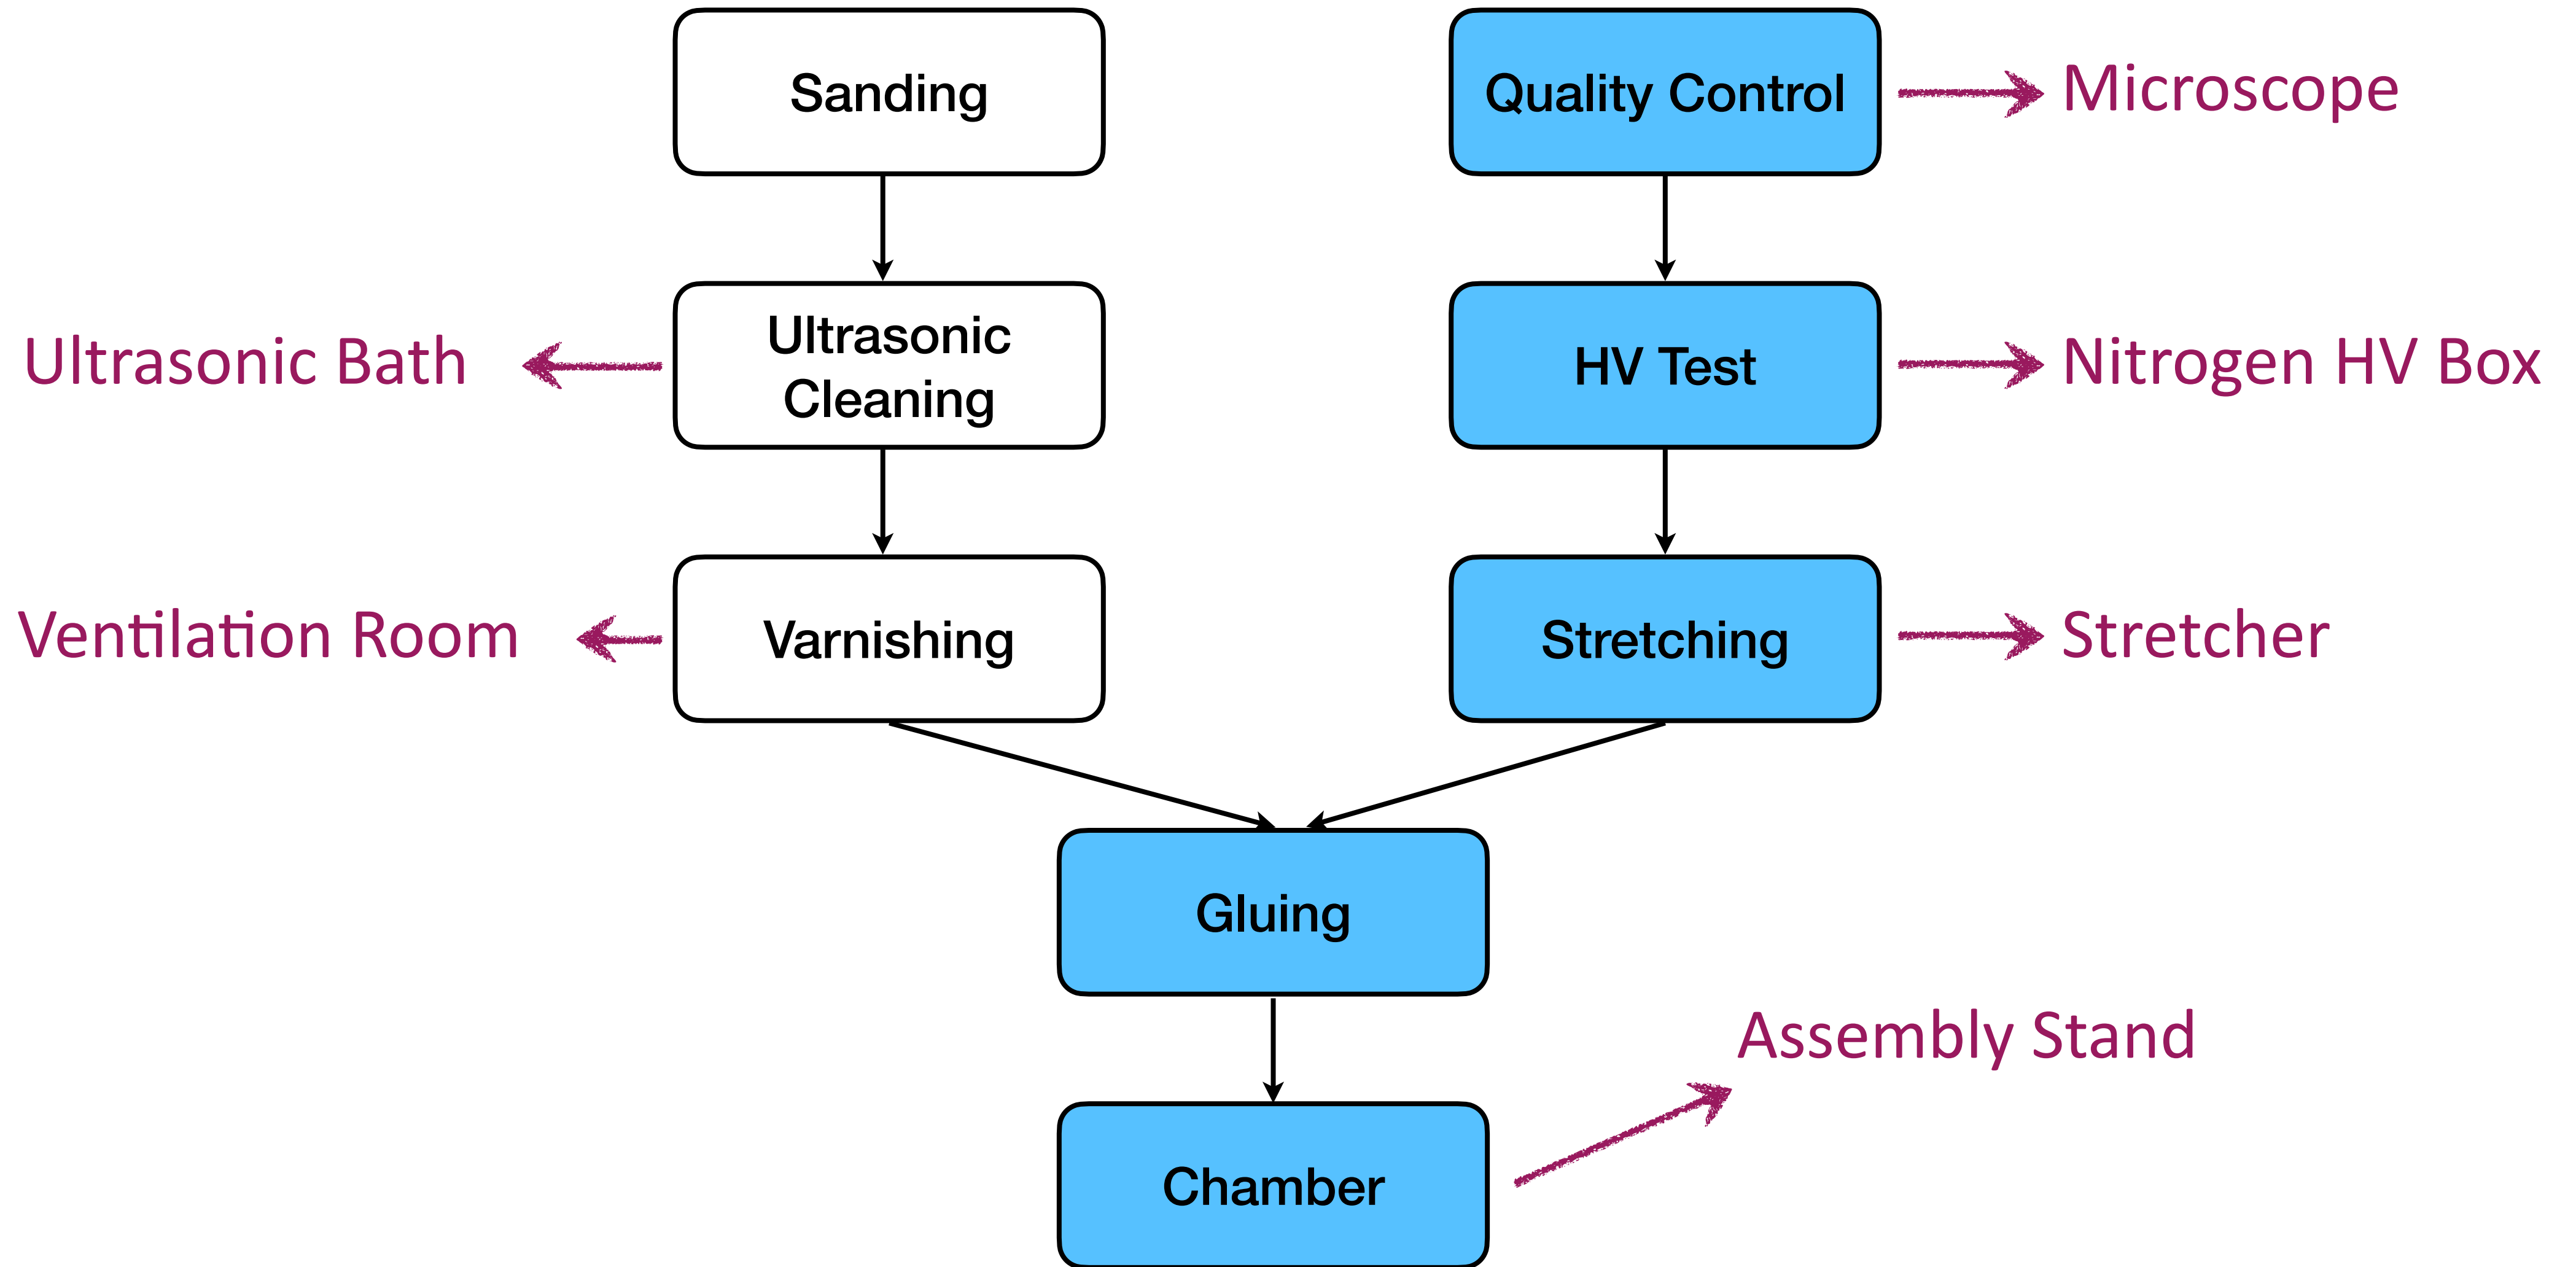 Sanding
Quality Control
Microscope
Ultrasonic Bath
Ultrasonic
Cleaning
HV Test
Nitrogen HV Box
Ventilation Room
Varnishing
Stretching
Stretcher
Gluing
Assembly Stand
Chamber